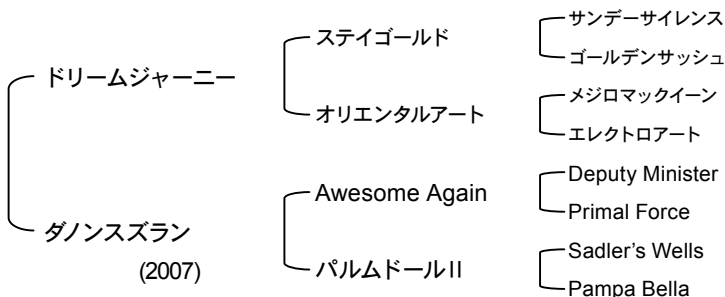 ドリームジャーニー
ステイゴールド
サンデーサイレンス
ゴールデンサッシュ
オリエンタルアート
メジロマックイーン
エレクトロアート
ダノンスズラン
(2007)
Awesome Again
Deputy Minister
Primal Force
パルムドールII
Sadler's Wells
Pampa Bella